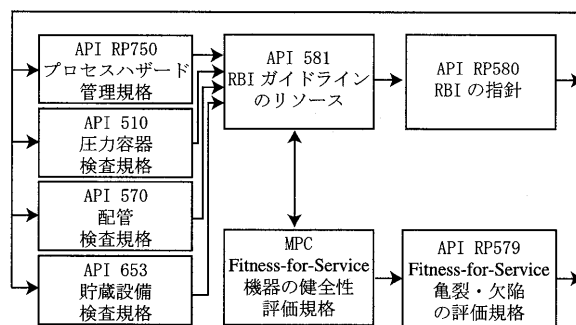 API RP750
プロセスハザード
管理規格
API 510
圧力容器
検査規格
API 570
配管
検査規格
API 653
貯蔵設備
検査規格
API 581
RBIガイドライン
のリソース
MPC
Fitness-for-Service
機器の健全性
評価規格
API RP580
RBIの指針
API RP579
Fitness-for-Service
亀裂・欠陥
の評価規格